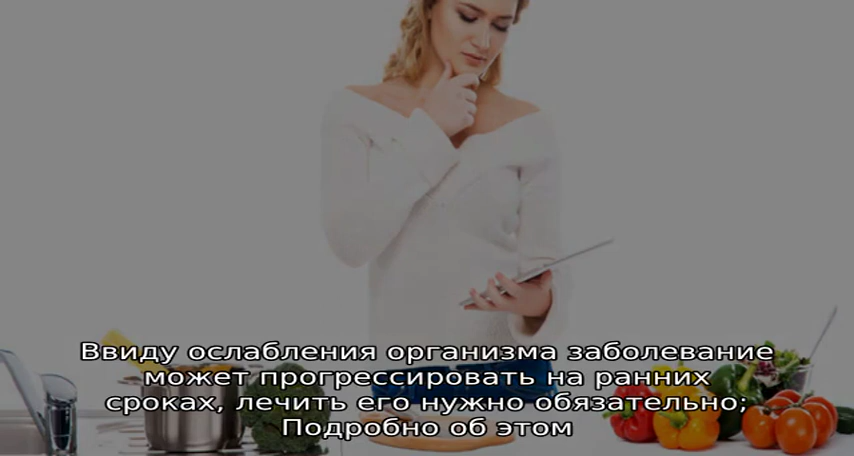 Ввиду ослабления организма заболевание
может прогрессировать на ранних
сроках, лечить его нужно обязательно;
Подробно об этом